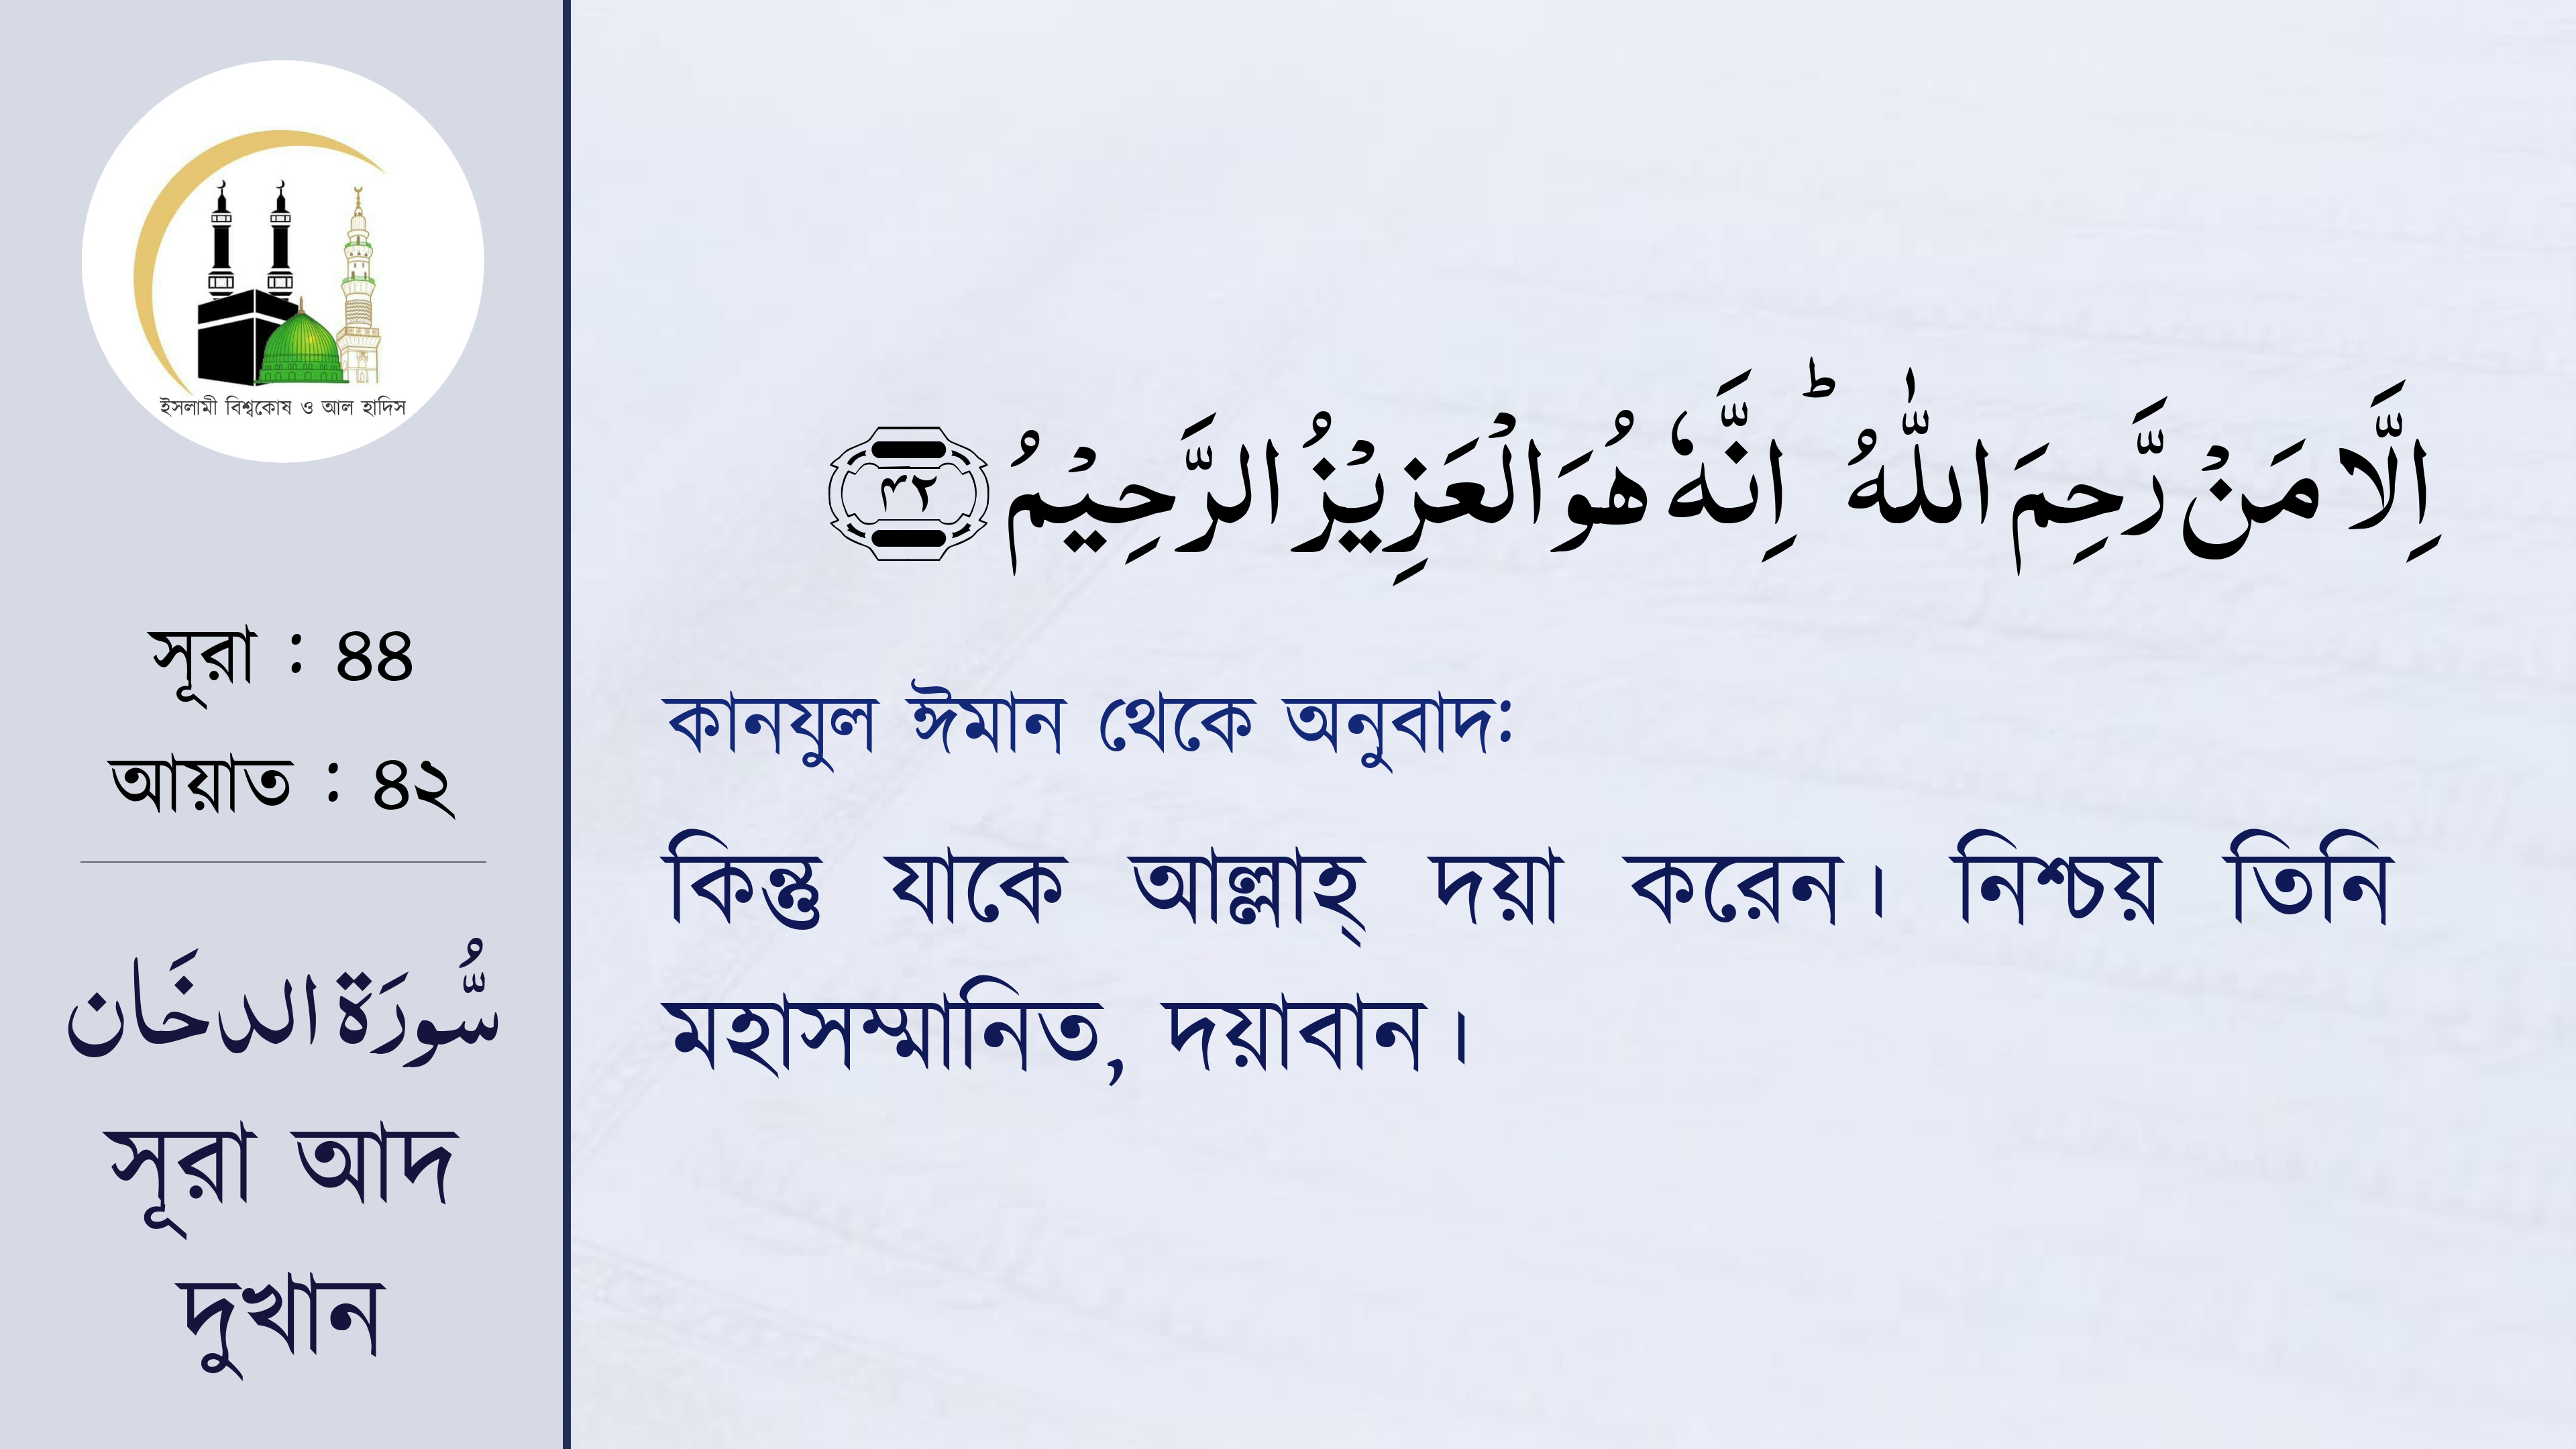 ইসলামী বিশ্বকোষ ও আল হাদিস
সূরা : ৪৪
আয়াত : ৪২
سُّورَة الدخَان
সূরা আদ
দুখান
اِلَّا مَنْ رَّحِمَ اللّٰهُ ؕ اِنَّهٗ هُوَ الْعَزِيْزُ الرَّحِيْمُ ۴۲
কানযুল ঈমান থেকে অনুবাদ:
কিন্তু যাকে আল্লাহ্ দয়া করেন। নিশ্চয় তিনি
মহাসম্মানিত, দয়াবান।